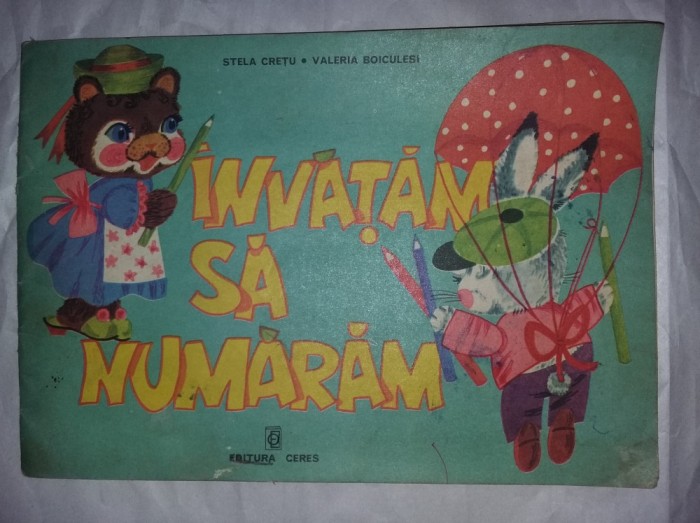 STELA CREȚU • VALERIA BOICULESI
ÎNVĂȚĂM
SĂ
NUMĂRĂM
EDITURA CERES